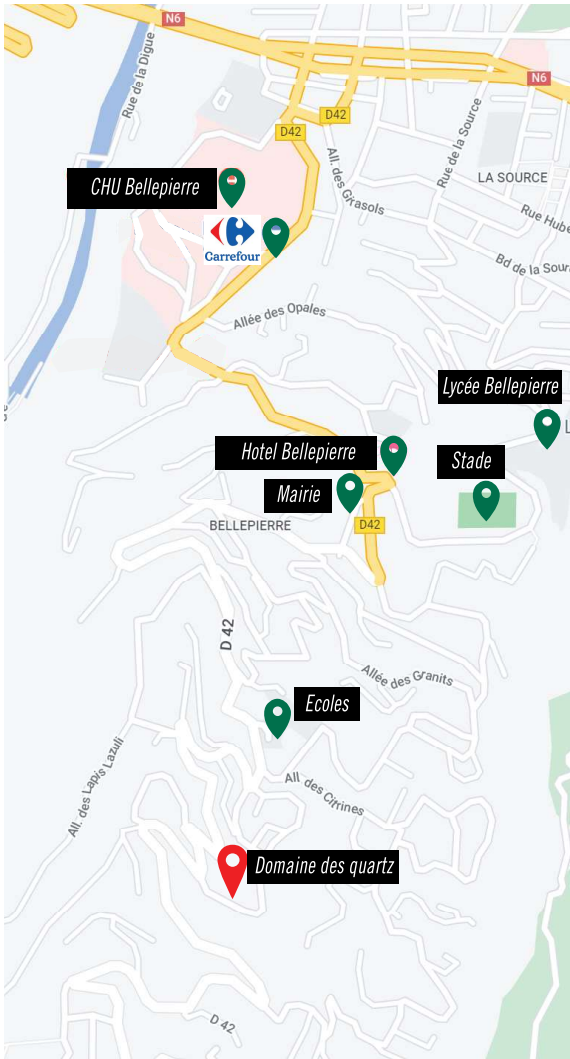 N6
Rue de la Digue
N6
D42
D42
Rue de la Source
All. des Girasols
LA SOURCE
CHU Bellepierre
Rue Hube
Carrefour
Bd de la Sour
Allée des Opales
Lycée Bellepierre
L
Hotel Bellepierre
Stade
Mairie
BELLEPIERRE
D42
D 42
Allée des Granits
Ecoles
All. des Lapis Lazuli
All. des Citrines
Domaine des quartz
D 42